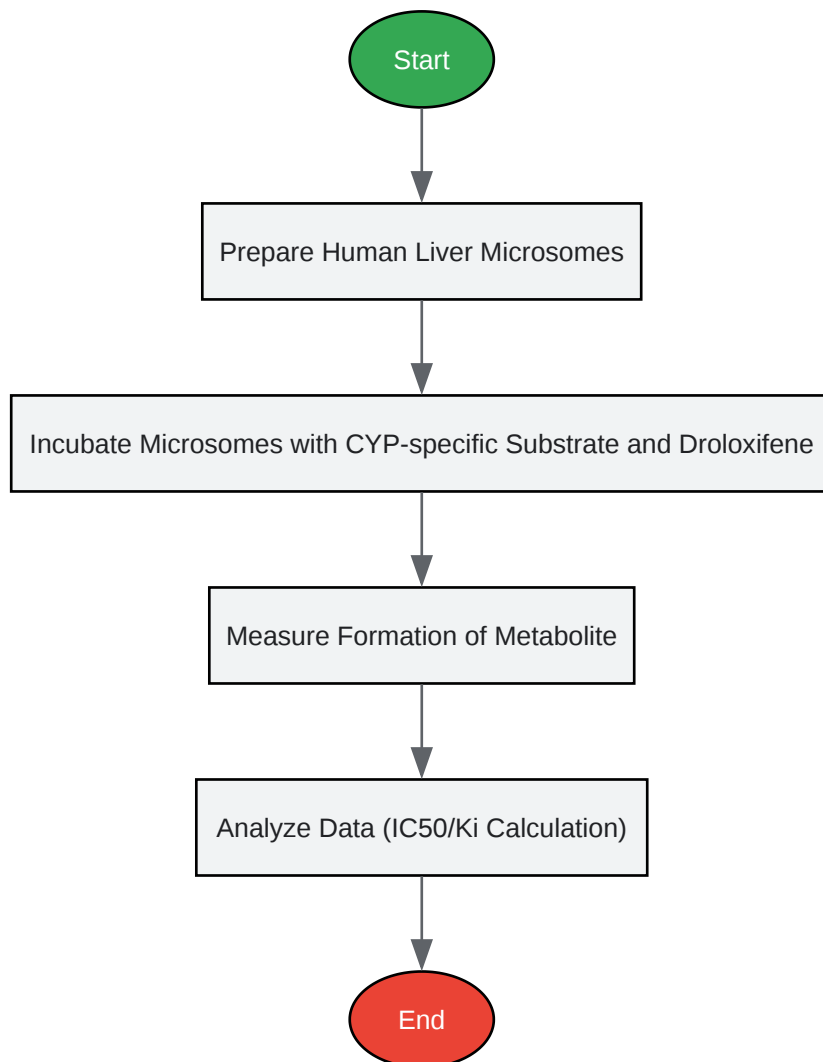 Start
Prepare Human Liver Microsomes
Incubate Microsomes with CYP-specific Substrate and Droloxifene
Measure Formation of Metabolite
Analyze Data (IC50/Ki Calculation)
End